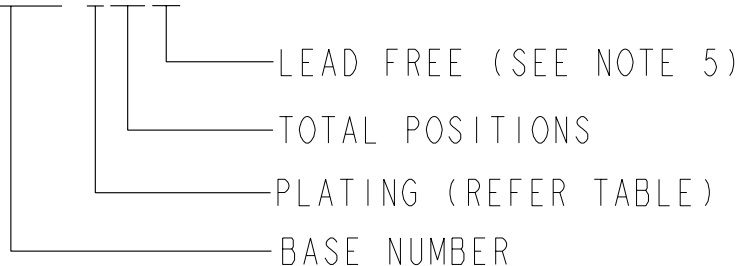 LEAD FREE (SEE NOTE 5)
TOTAL POSITIONS
PLATING (REFER TABLE)
BASE NUMBER